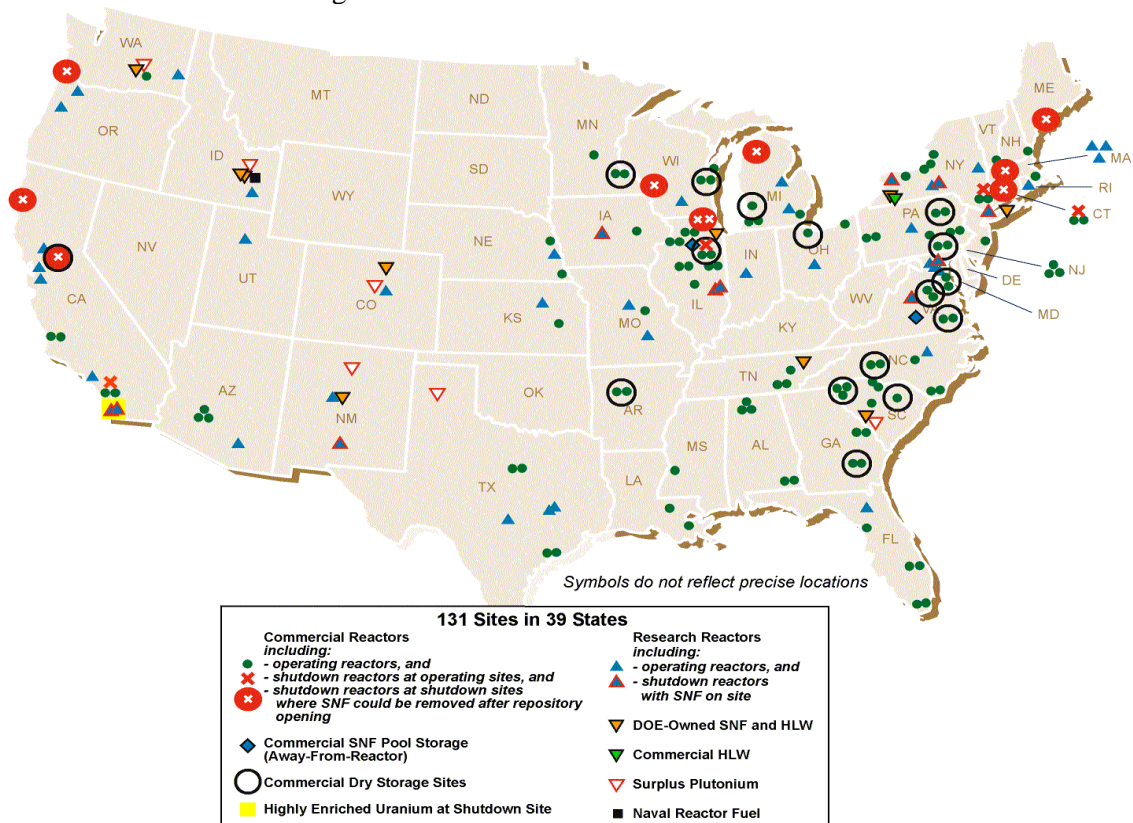 WA
ME
MT
ND
VT
MN
NH
OR
MA
ID
WI
NY
SD
RI
WY
MI
CT
IA
PA
NV
NE
OH
NJ
UT
IN
DE
CA
CO
IL
WV
VA
MD
KS
MO
KY
NC
TN
AZ
OK
AR
NM
SC
MS
AL
GA
TX
LA
FL
Symbols do not reflect precise locations
131 Sites in 39 States
Commercial Reactors
including:
- operating reactors, and
- shutdown reactors at operating sites, and
- shutdown reactors at shutdown sites
where SNF could be removed after repository
opening
Commercial SNF Pool Storage
(Away-From-Reactor)
Commercial Dry Storage Sites
Highly Enriched Uranium at Shutdown Site
Research Reactors
including:
- operating reactors, and
- shutdown reactors
with SNF on site
DOE-Owned SNF and HLW
Commercial HLW
Surplus Plutonium
Naval Reactor Fuel